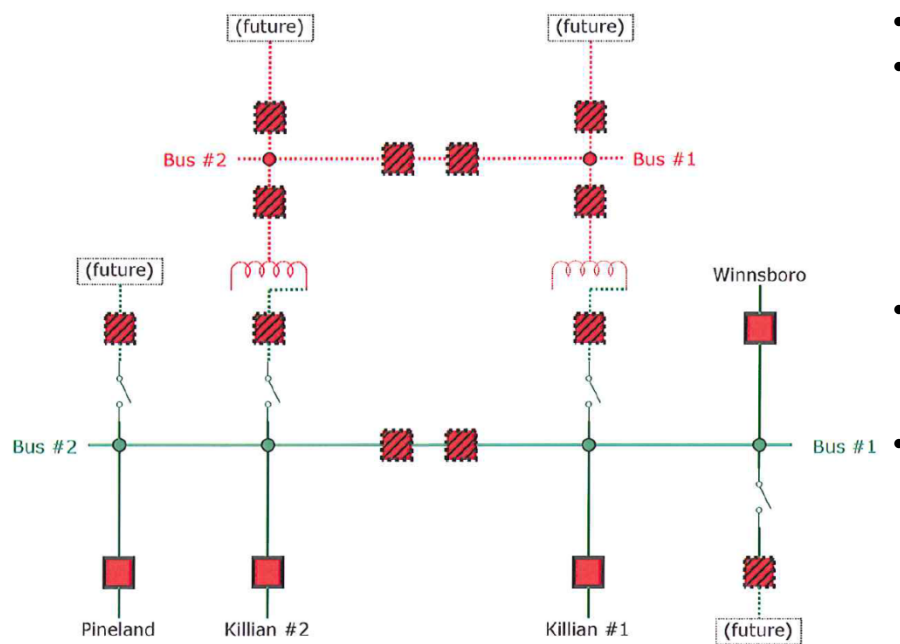 (future)
(future)
Bus #2
Bus #1
(future)
Winnsboro
Bus #2
Bus #1
Pineland
Killian #2
Killian #1
(future)